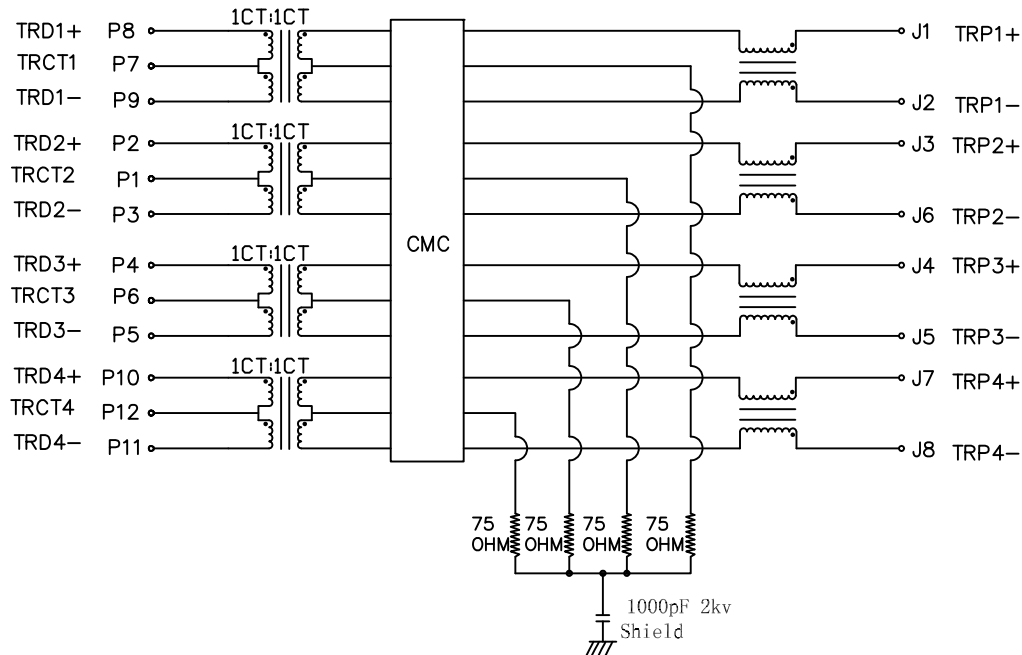 1CT:1CT
TRD1+ P8 J1 TRP1+
TRCT1 P7
TRD1− P9 J2 TRP1−
1CT:1CT
TRD2+ P2 J3 TRP2+
TRCT2 P1
TRD2− P3 J6 TRP2−
CMC
1CT:1CT
TRD3+ P4 J4 TRP3+
TRCT3 P6
TRD3− P5 J5 TRP3−
1CT:1CT
TRD4+ P10 J7 TRP4+
TRCT4 P12
TRD4− P11 J8 TRP4−
75 75 75 75
OHM OHM OHM OHM
1000pF 2kv
Shield